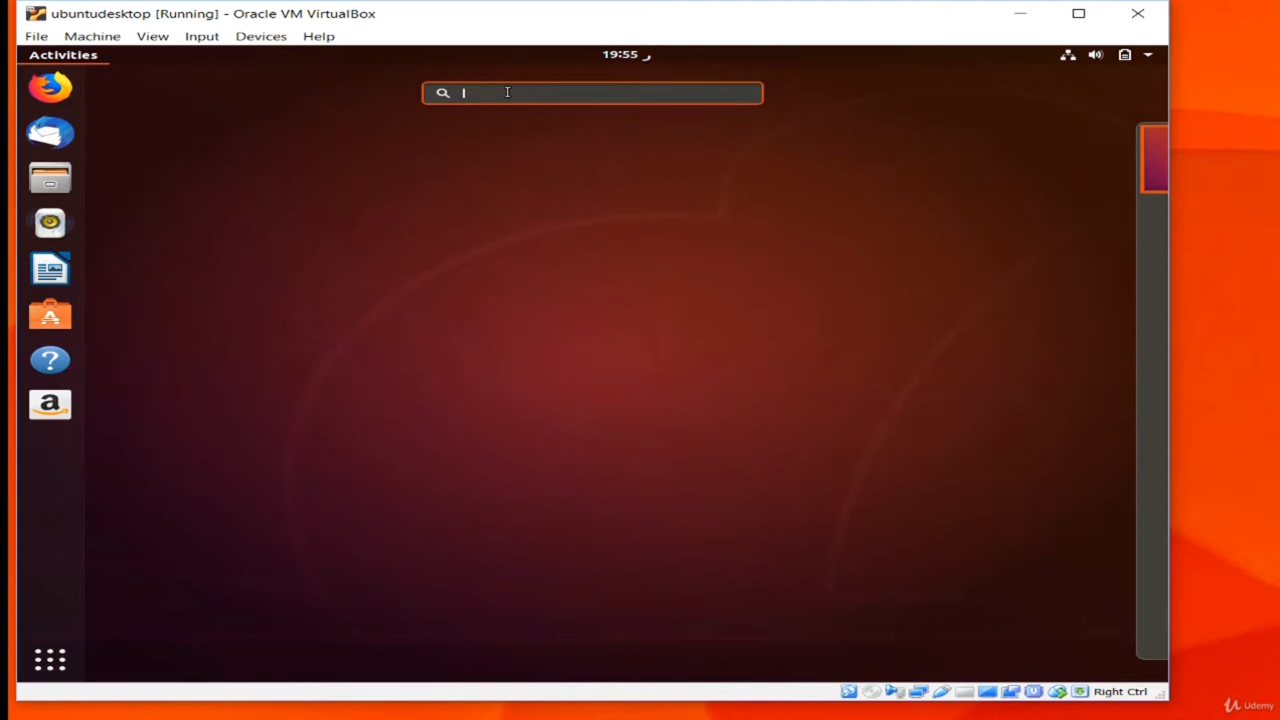 ubuntudesktop [Running] - Oracle VM VirtualBox
File Machine View Input Devices Help
Activities
ر 19:55
Right Ctrl
Udemy